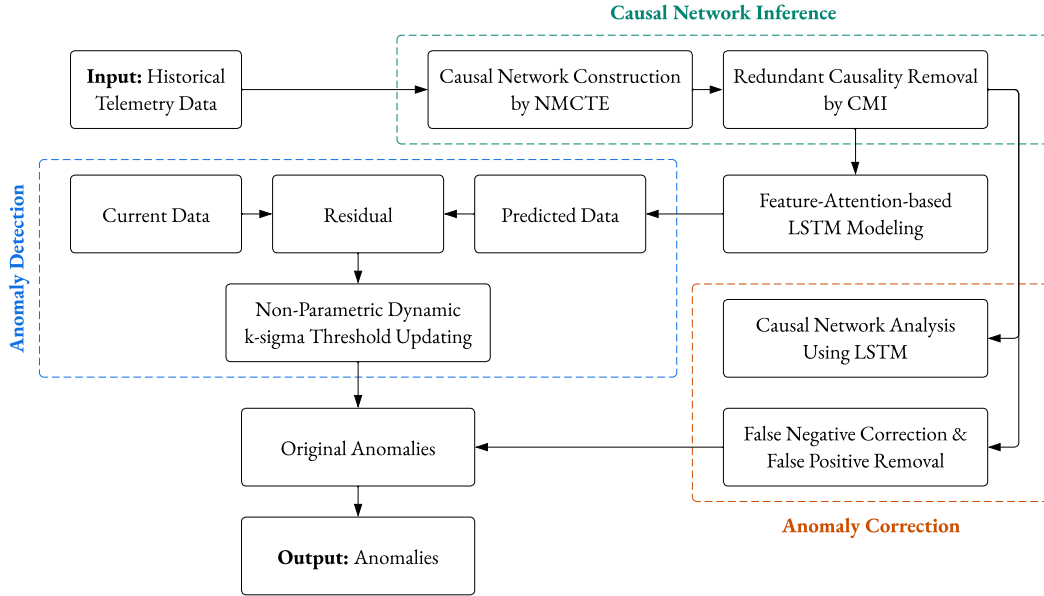 Causal Network Inference
Input: Historical
Telemetry Data
Causal Network Construction
by NMCTE
Redundant Causality Removal
by CMI
Anomaly Detection
Current Data
Residual
Predicted Data
Feature-Attention-based
LSTM Modeling
Non-Parametric Dynamic
k-sigma Threshold Updating
Causal Network Analysis
Using LSTM
Original Anomalies
False Negative Correction &
False Positive Removal
Anomaly Correction
Output: Anomalies